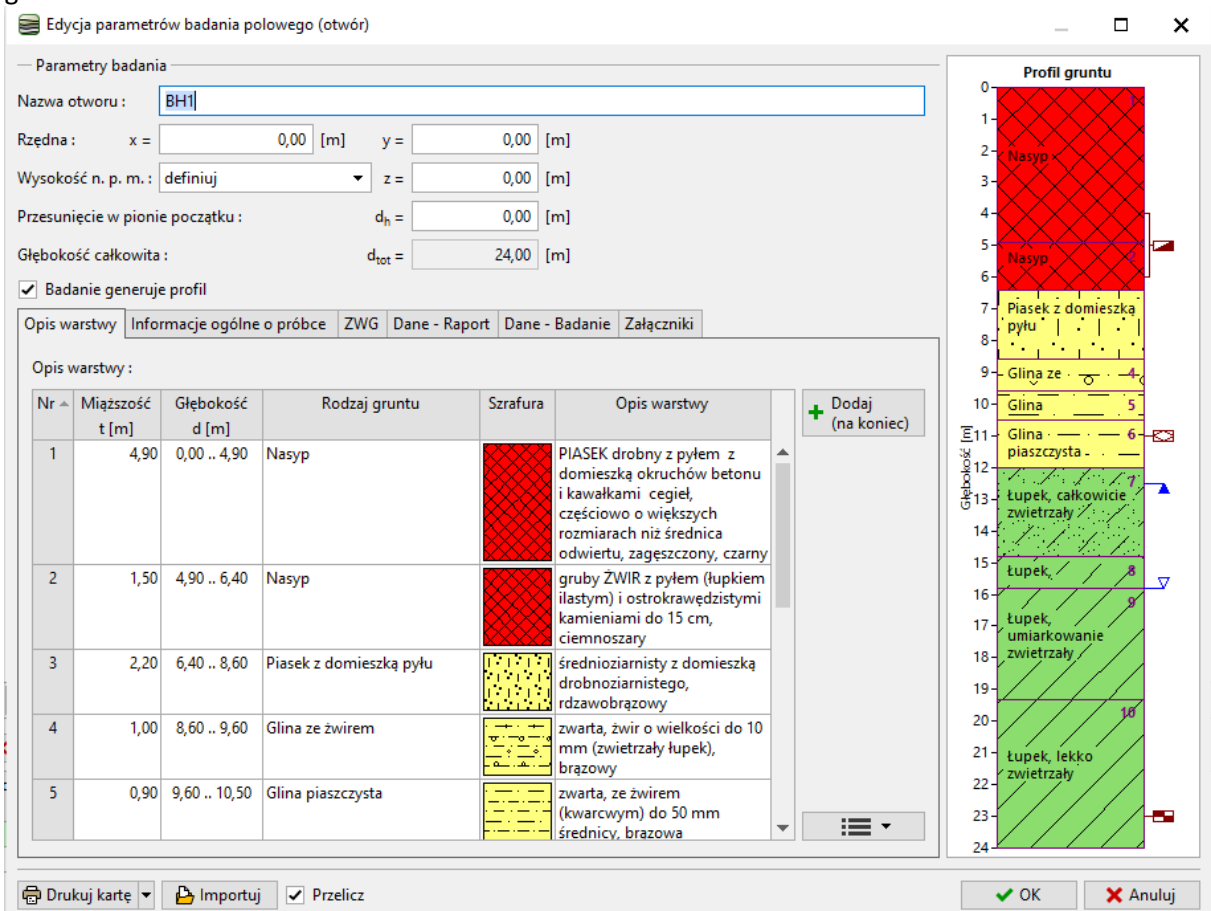 Edycja parametrów badania polowego (otwór)
Parametry badania
Nazwa otworu :
BH1
Rzędna : x = 0,00 [m] y = 0,00 [m]
Wysokość n. p. m. : definiuj z = 0,00 [m]
Przesunięcie w pionie początku : dh = 0,00 [m]
Głębokość całkowita : dtot = 24,00 [m]
Badanie generuje profil
Opis warstwy Informacje ogólne o próbce ZWG Dane - Raport Dane - Badanie Załączniki
Opis warstwy :
Nr Miąższość Głębokość Rodzaj gruntu Szrafura Opis warstwy
t [m] d [m]
1 4,90 0,00 .. 4,90 Nasyp PIASEK drobny z pyłem z
domieszką okruchów betonu
i kawałkami cegieł,
częściowo o większych
rozmiarach niż średnica
odwiertu, zagęszczony, czarny
2 1,50 4,90 .. 6,40 Nasyp gruby ŻWIR z pyłem (łupkiem
ilastym) i ostrokrawędzistymi
kamieniami do 15 cm,
ciemnoszary
3 2,20 6,40 .. 8,60 Piasek z domieszką pyłu średnioziarnisty z domieszką
drobnoziarnistego,
rdzawobrązowy
4 1,00 8,60 .. 9,60 Glina ze żwirem zwarta, żwir o wielkości do 10
mm (zwietrzały łupek),
brązowy
5 0,90 9,60 .. 10,50 Glina piaszczysta zwarta, ze żwirem
(kwarcwym) do 50 mm
średnicy, brązowa
Dodaj
(na koniec)
Drukuj kartę Importuj Przelicz
Profil gruntu
Głębokość [m]
0
1
1
2
Nasyp
3
4
5
Nasyp 2
6
7
Piasek z domieszką
pyłu
8
9
Glina ze 4
10
Glina 5
11
Glina 6
piaszczysta
12
7
Łupek, całkowicie
13
zwietrzały
14
15
Łupek, 8
16
9
17
Łupek,
umiarkowanie
18
zwietrzały
19
20
10
21
Łupek, lekko
zwietrzały
22
23
24
OK Anuluj